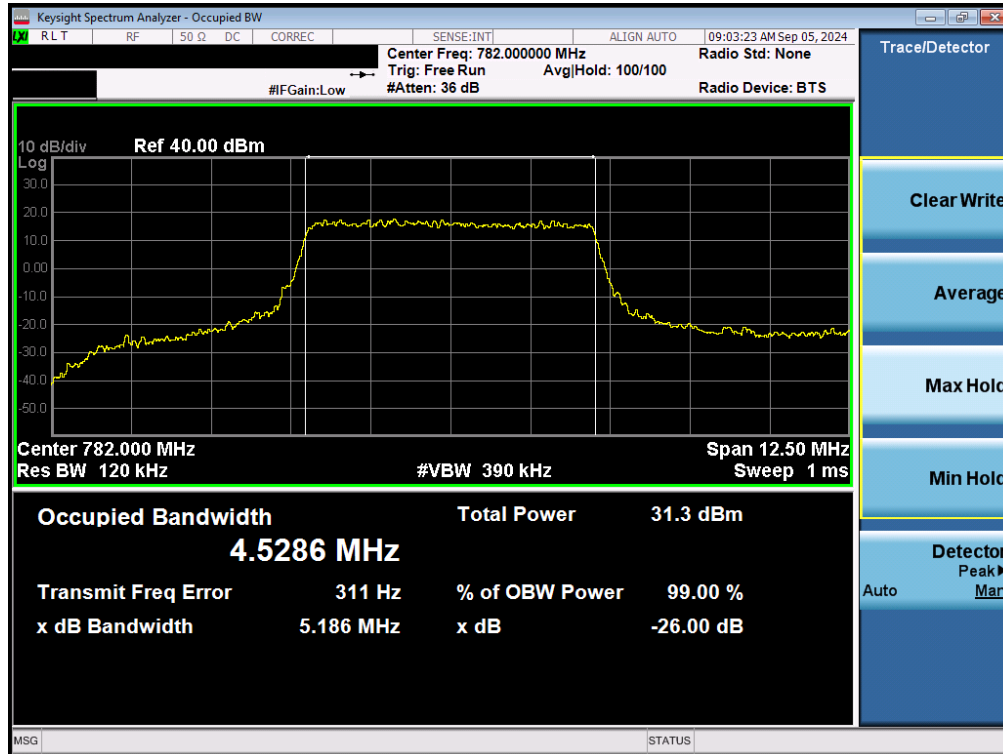 Keysight Spectrum Analyzer - Occupied BW
LXI RLT RF 50 Ω DC CORREC SENSE:INT ALIGN AUTO 09:03:23 AM Sep 05, 2024
Center Freq: 782.000000 MHz Radio Std: None
Trig: Free Run Avg|Hold: 100/100
#IFGain:Low #Atten: 36 dB Radio Device: BTS
Trace/Detector
10 dB/div Ref 40.00 dBm
Log
30.0
20.0
10.0
0.00
-10.0
-20.0
-30.0
-40.0
-50.0
Center 782.000 MHz Span 12.50 MHz
Res BW 120 kHz #VBW 390 kHz Sweep 1 ms
Occupied Bandwidth Total Power 31.3 dBm
4.5286 MHz
Transmit Freq Error 311 Hz % of OBW Power 99.00 %
x dB Bandwidth 5.186 MHz x dB -26.00 dB
Clear Write
Average
Max Hold
Min Hold
Detector
Peak
Auto Man
MSG STATUS